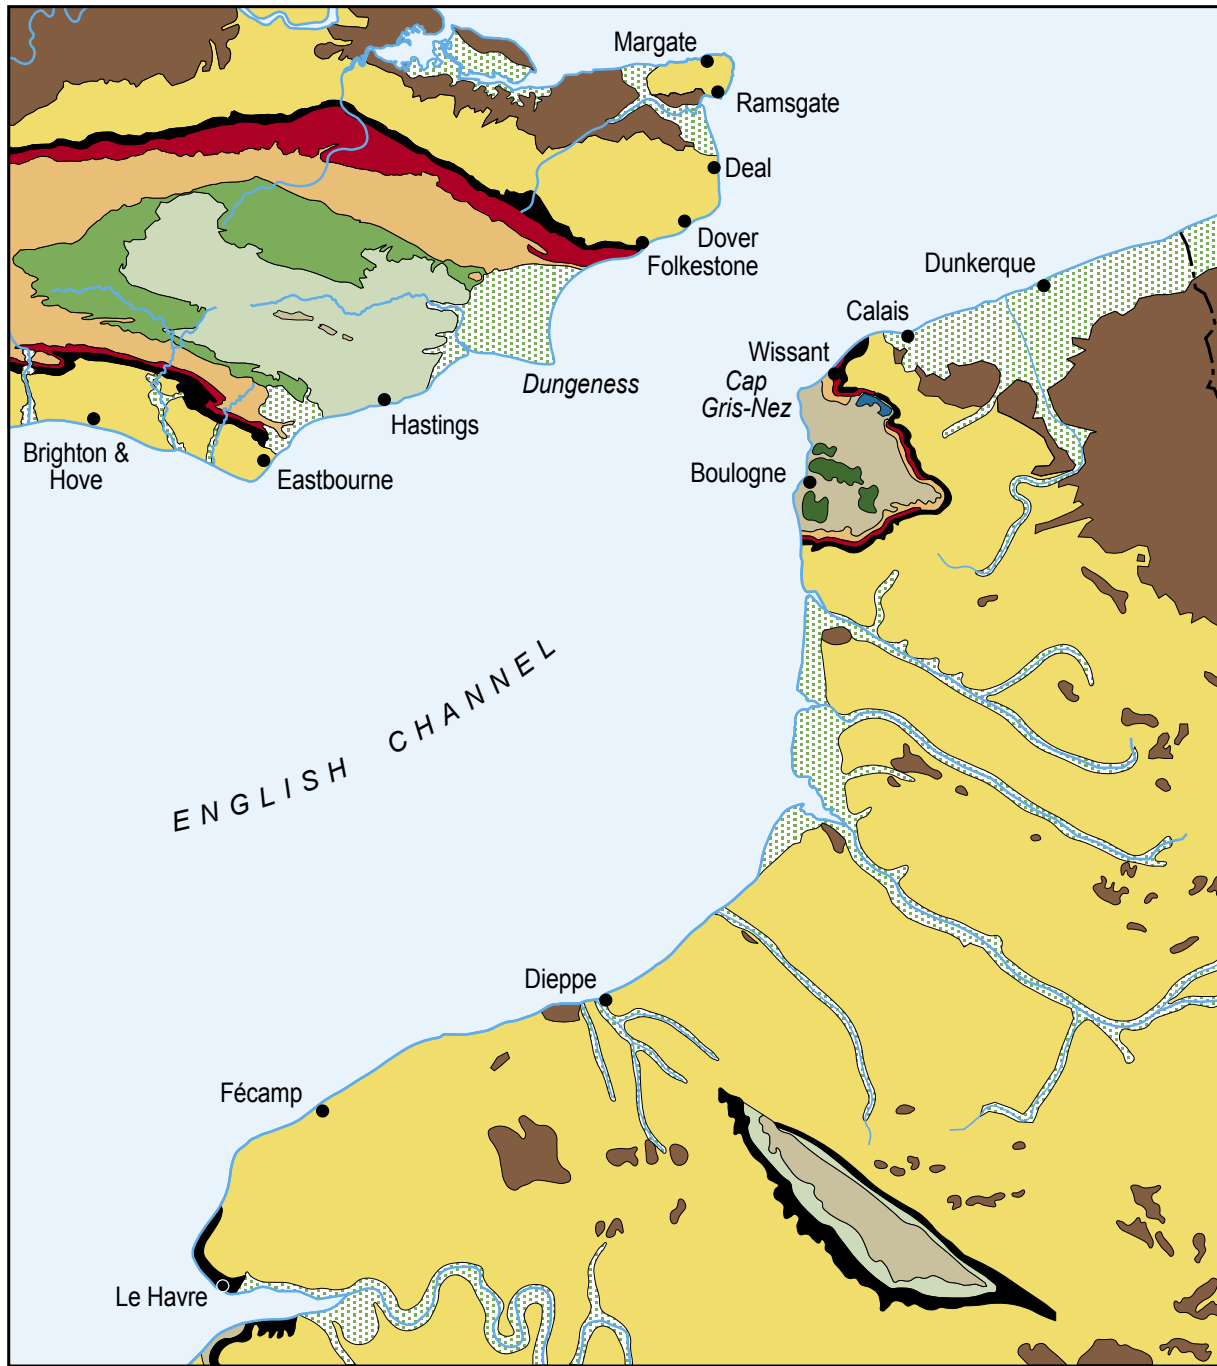 Margate
Ramsgate
Deal
Dover
Folkestone
Dunkerque
Calais
Wissant
Cap
Gris-Nez
Dungeness
Hastings
Brighton &
Hove
Eastbourne
Boulogne
ENGLISH CHANNEL
Dieppe
Fécamp
Le Havre